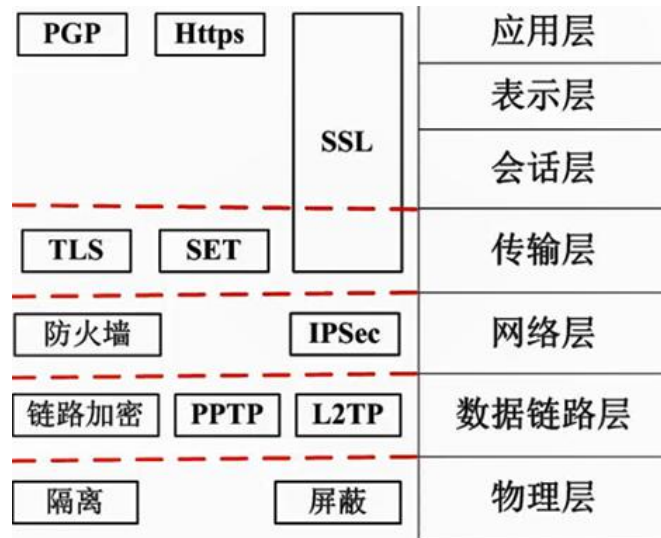 PGP Https 应用层
表示层
SSL
会话层
TLS SET 传输层
防火墙 IPSec 网络层
链路加密 PPTP L2TP 数据链路层
隔离 屏蔽 物理层